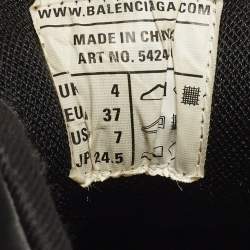 WWW.BALENCIAGA.COM
MADE IN CHINA
ART NO. 5424
UK 4
EU 37
US 7
JP 24.5